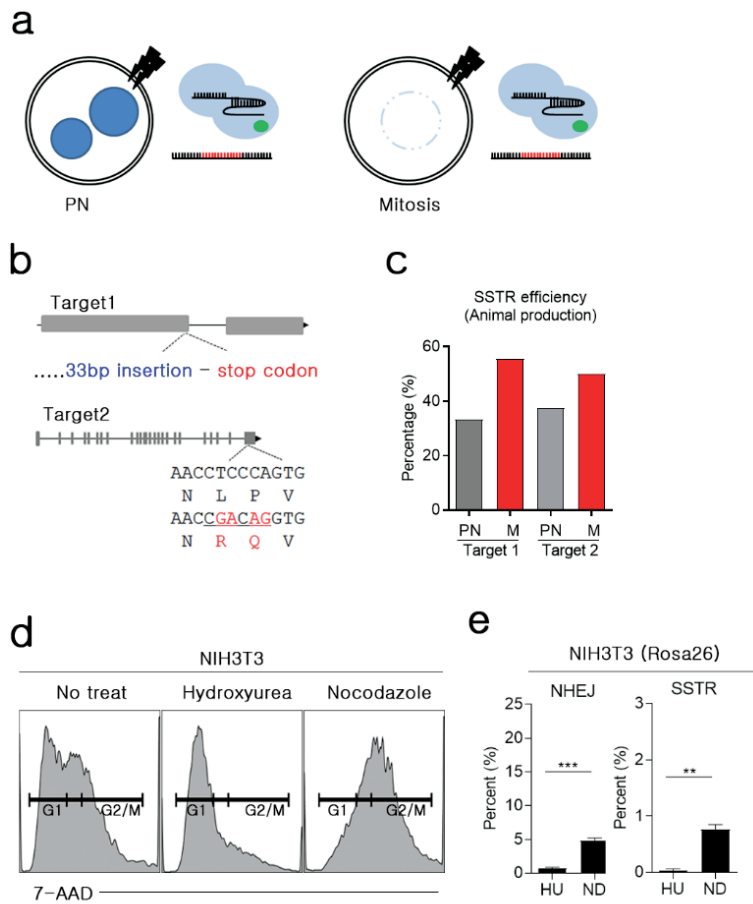 a
PN
Mitosis
b
Target1
.....33bp insertion – stop codon
Target2
AACCTCCCAGTG
N L P V
AACCGACAGGTG
N R Q V
c
SSTR efficiency
(Animal production)
Percentage (%)
60
40
20
0
PN M PN M
Target 1 Target 2
d
NIH3T3
No treat Hydroxyurea Nocodazole
G1 G2/M G1 G2/M G1 G2/M
7-AAD
e
NIH3T3 (Rosa26)
NHEJ SSTR
Percent (%)
25
20
15
10
5
0
***
HU ND
Percent (%)
3
2
1
0
**
HU ND